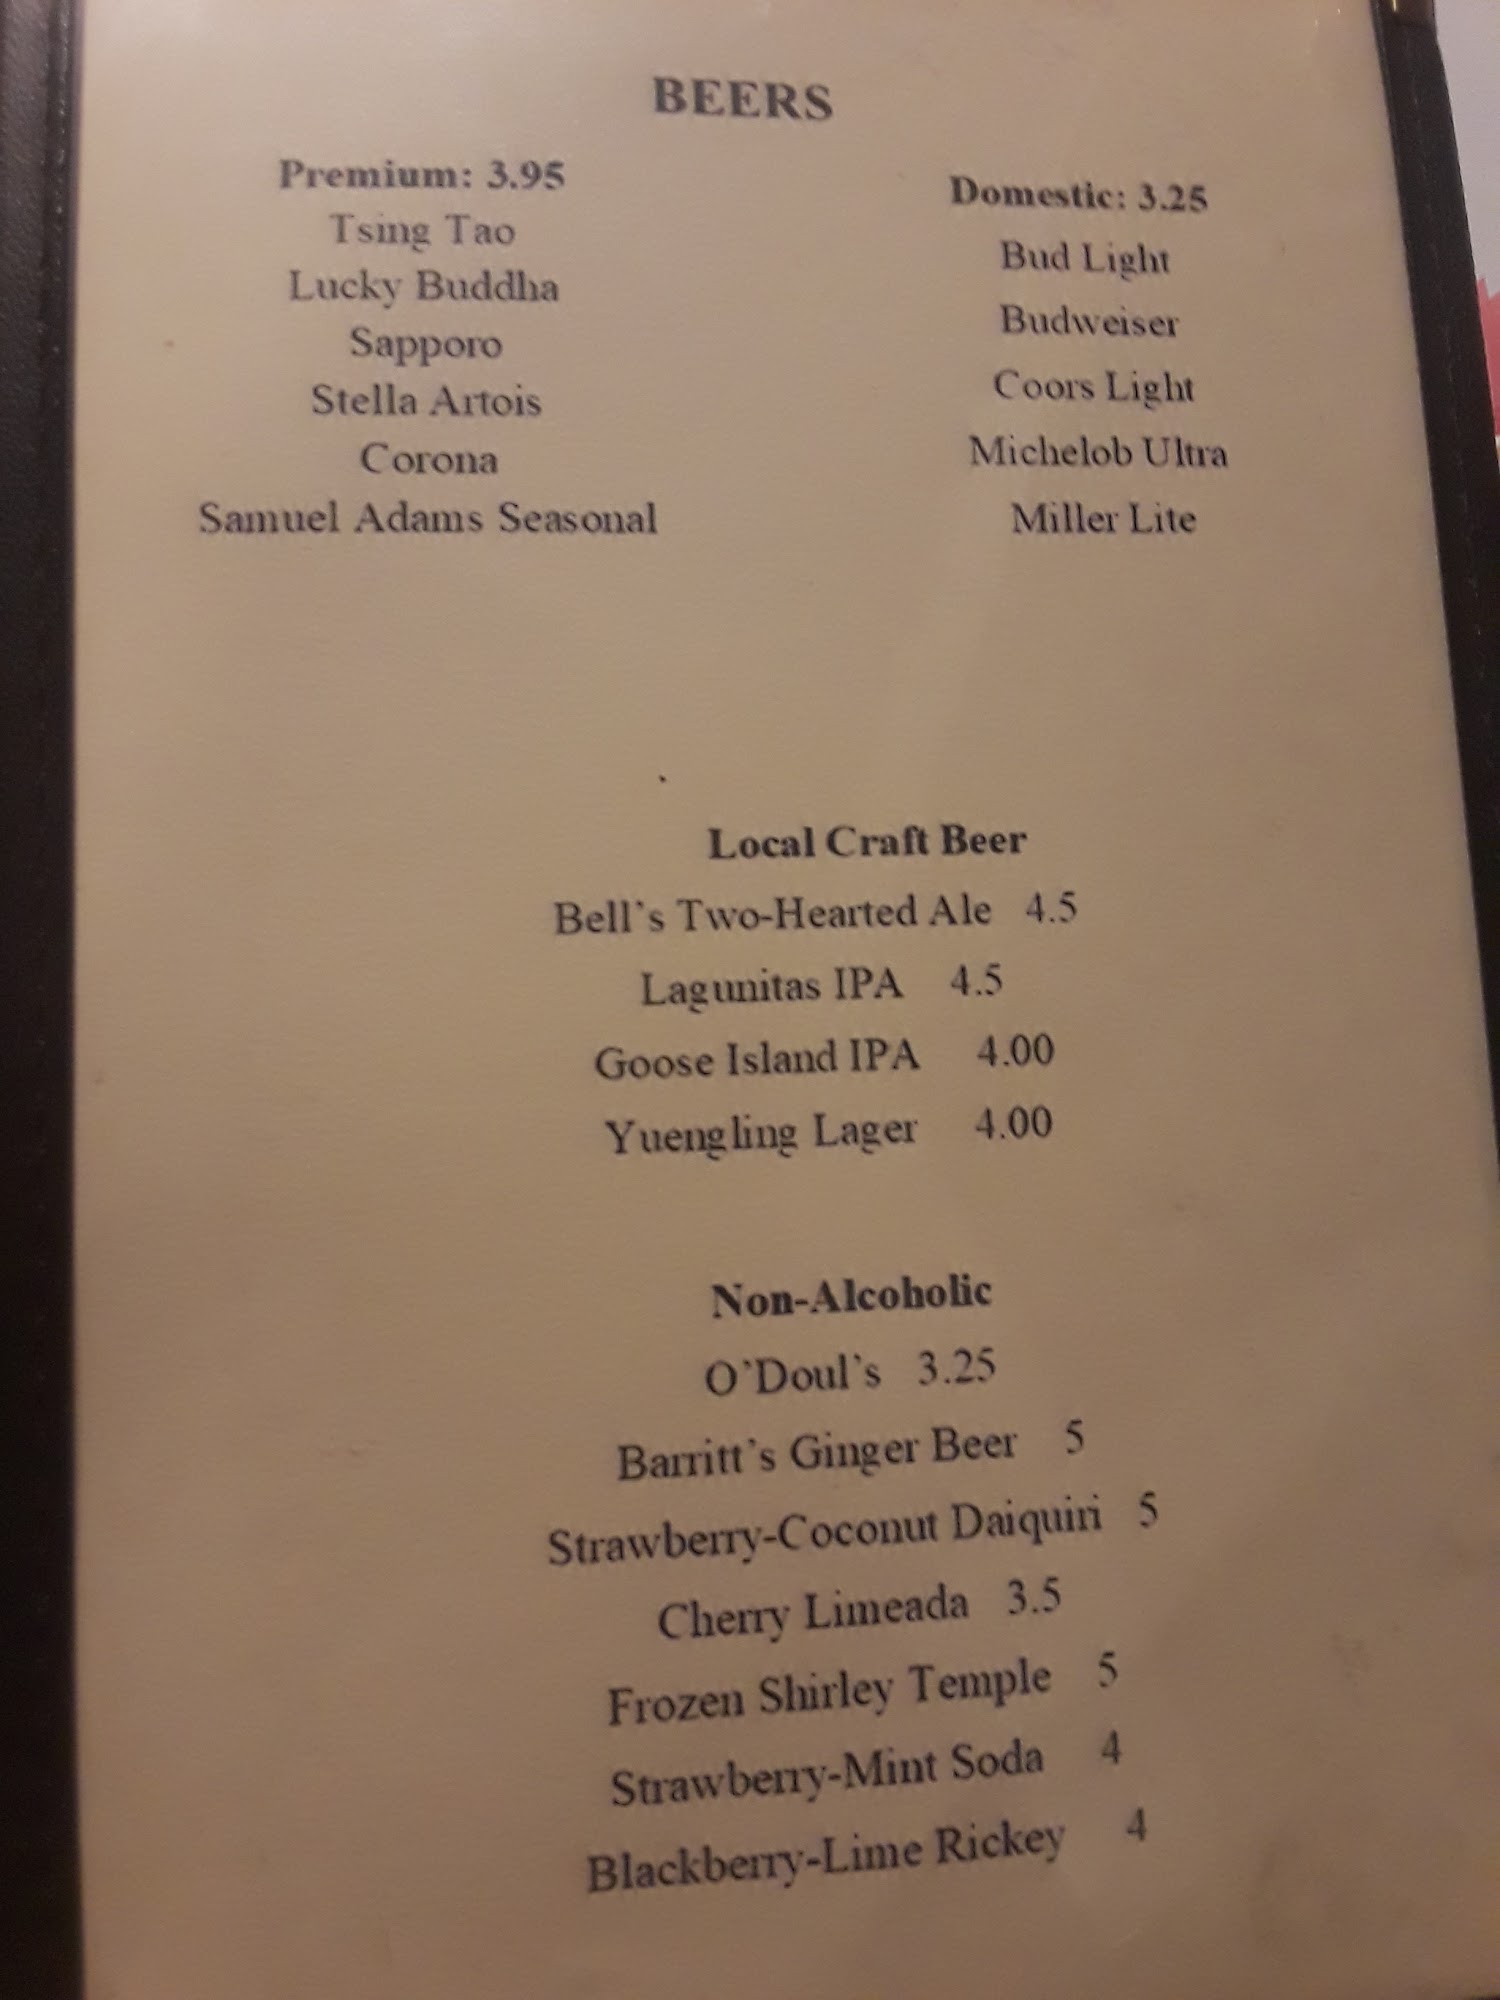 BEERS
Premium: 3.95
Tsing Tao
Lucky Buddha
Sapporo
Stella Artois
Corona
Samuel Adams Seasonal
Domestic: 3.25
Bud Light
Budweiser
Coors Light
Michelob Ultra
Miller Lite
Local Craft Beer
Bell's Two-Hearted Ale 4.5
Lagunitas IPA 4.5
Goose Island IPA 4.00
Yuengling Lager 4.00
Non-Alcoholic
O'Doul's 3.25
Barritt's Ginger Beer 5
Strawberry-Coconut Daiquiri 5
Cherry Limeada 3.5
Frozen Shirley Temple 5
Strawberry-Mint Soda 4
Blackberry-Lime Rickey 4